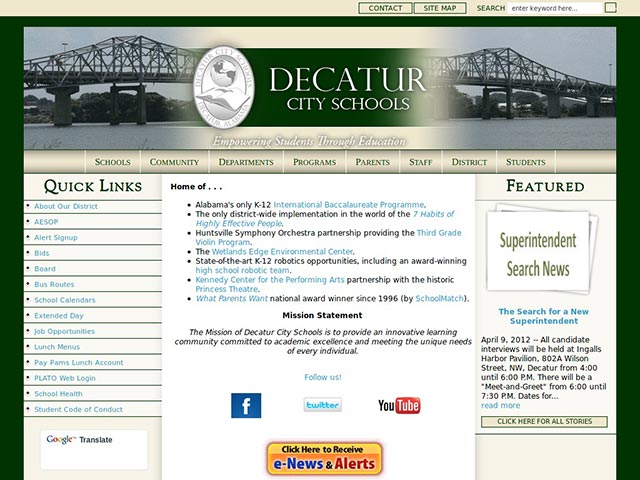 CONTACT
SITE MAP
SEARCH
enter keyword here...
DECATUR CITY SCHOOLS
DECATUR, ALABAMA
DECATUR
CITY SCHOOLS
Empowering Students Through Education
SCHOOLS
COMMUNITY
DEPARTMENTS
PROGRAMS
PARENTS
STAFF
DISTRICT
STUDENTS
QUICK LINKS
About Our District
AESOP
Alert Signup
Bids
Board
Bus Routes
School Calendars
Extended Day
Job Opportunities
Lunch Menus
Pay Pams Lunch Account
PLATO Web Login
School Health
Student Code of Conduct
Google™ Translate
Home of . . .
Alabama's only K-12 International Baccalaureate Programme.
The only district-wide implementation in the world of the 7 Habits of
Highly Effective People.
Huntsville Symphony Orchestra partnership providing the Third Grade
Violin Program.
The Wetlands Edge Environmental Center.
State-of-the-art K-12 robotics opportunities, including an award-winning
high school robotic team.
Kennedy Center for the Performing Arts partnership with the historic
Princess Theatre.
What Parents Want national award winner since 1996 (by SchoolMatch).
Mission Statement
The Mission of Decatur City Schools is to provide an innovative learning
community committed to academic excellence and meeting the unique needs
of every individual.
Follow us!
f
twitter
YouTube
Click Here to Receive
e-News & Alerts
FEATURED
Superintendent
Search News
The Search for a New
Superintendent
April 9, 2012 -- All candidate
interviews will be held at Ingalls
Harbor Pavilion, 802A Wilson
Street, NW, Decatur from 4:00
until 6:00 P.M. There will be a
"Meet-and-Greet" from 6:00 until
7:30 P.M. Dates for...
read more
CLICK HERE FOR ALL STORIES